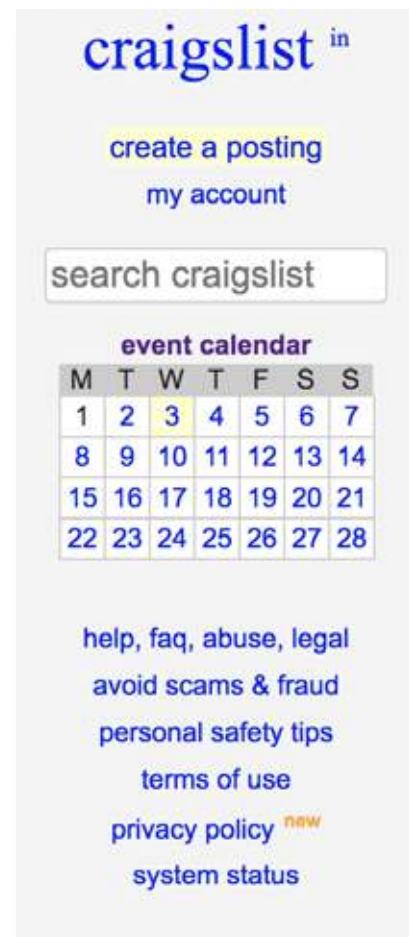 craigslist in
create a posting
my account
search craigslist
event calendar
M T W T F S S
1 2 3 4 5 6 7
8 9 10 11 12 13 14
15 16 17 18 19 20 21
22 23 24 25 26 27 28
help, faq, abuse, legal
avoid scams & fraud
personal safety tips
terms of use
privacy policy new
system status